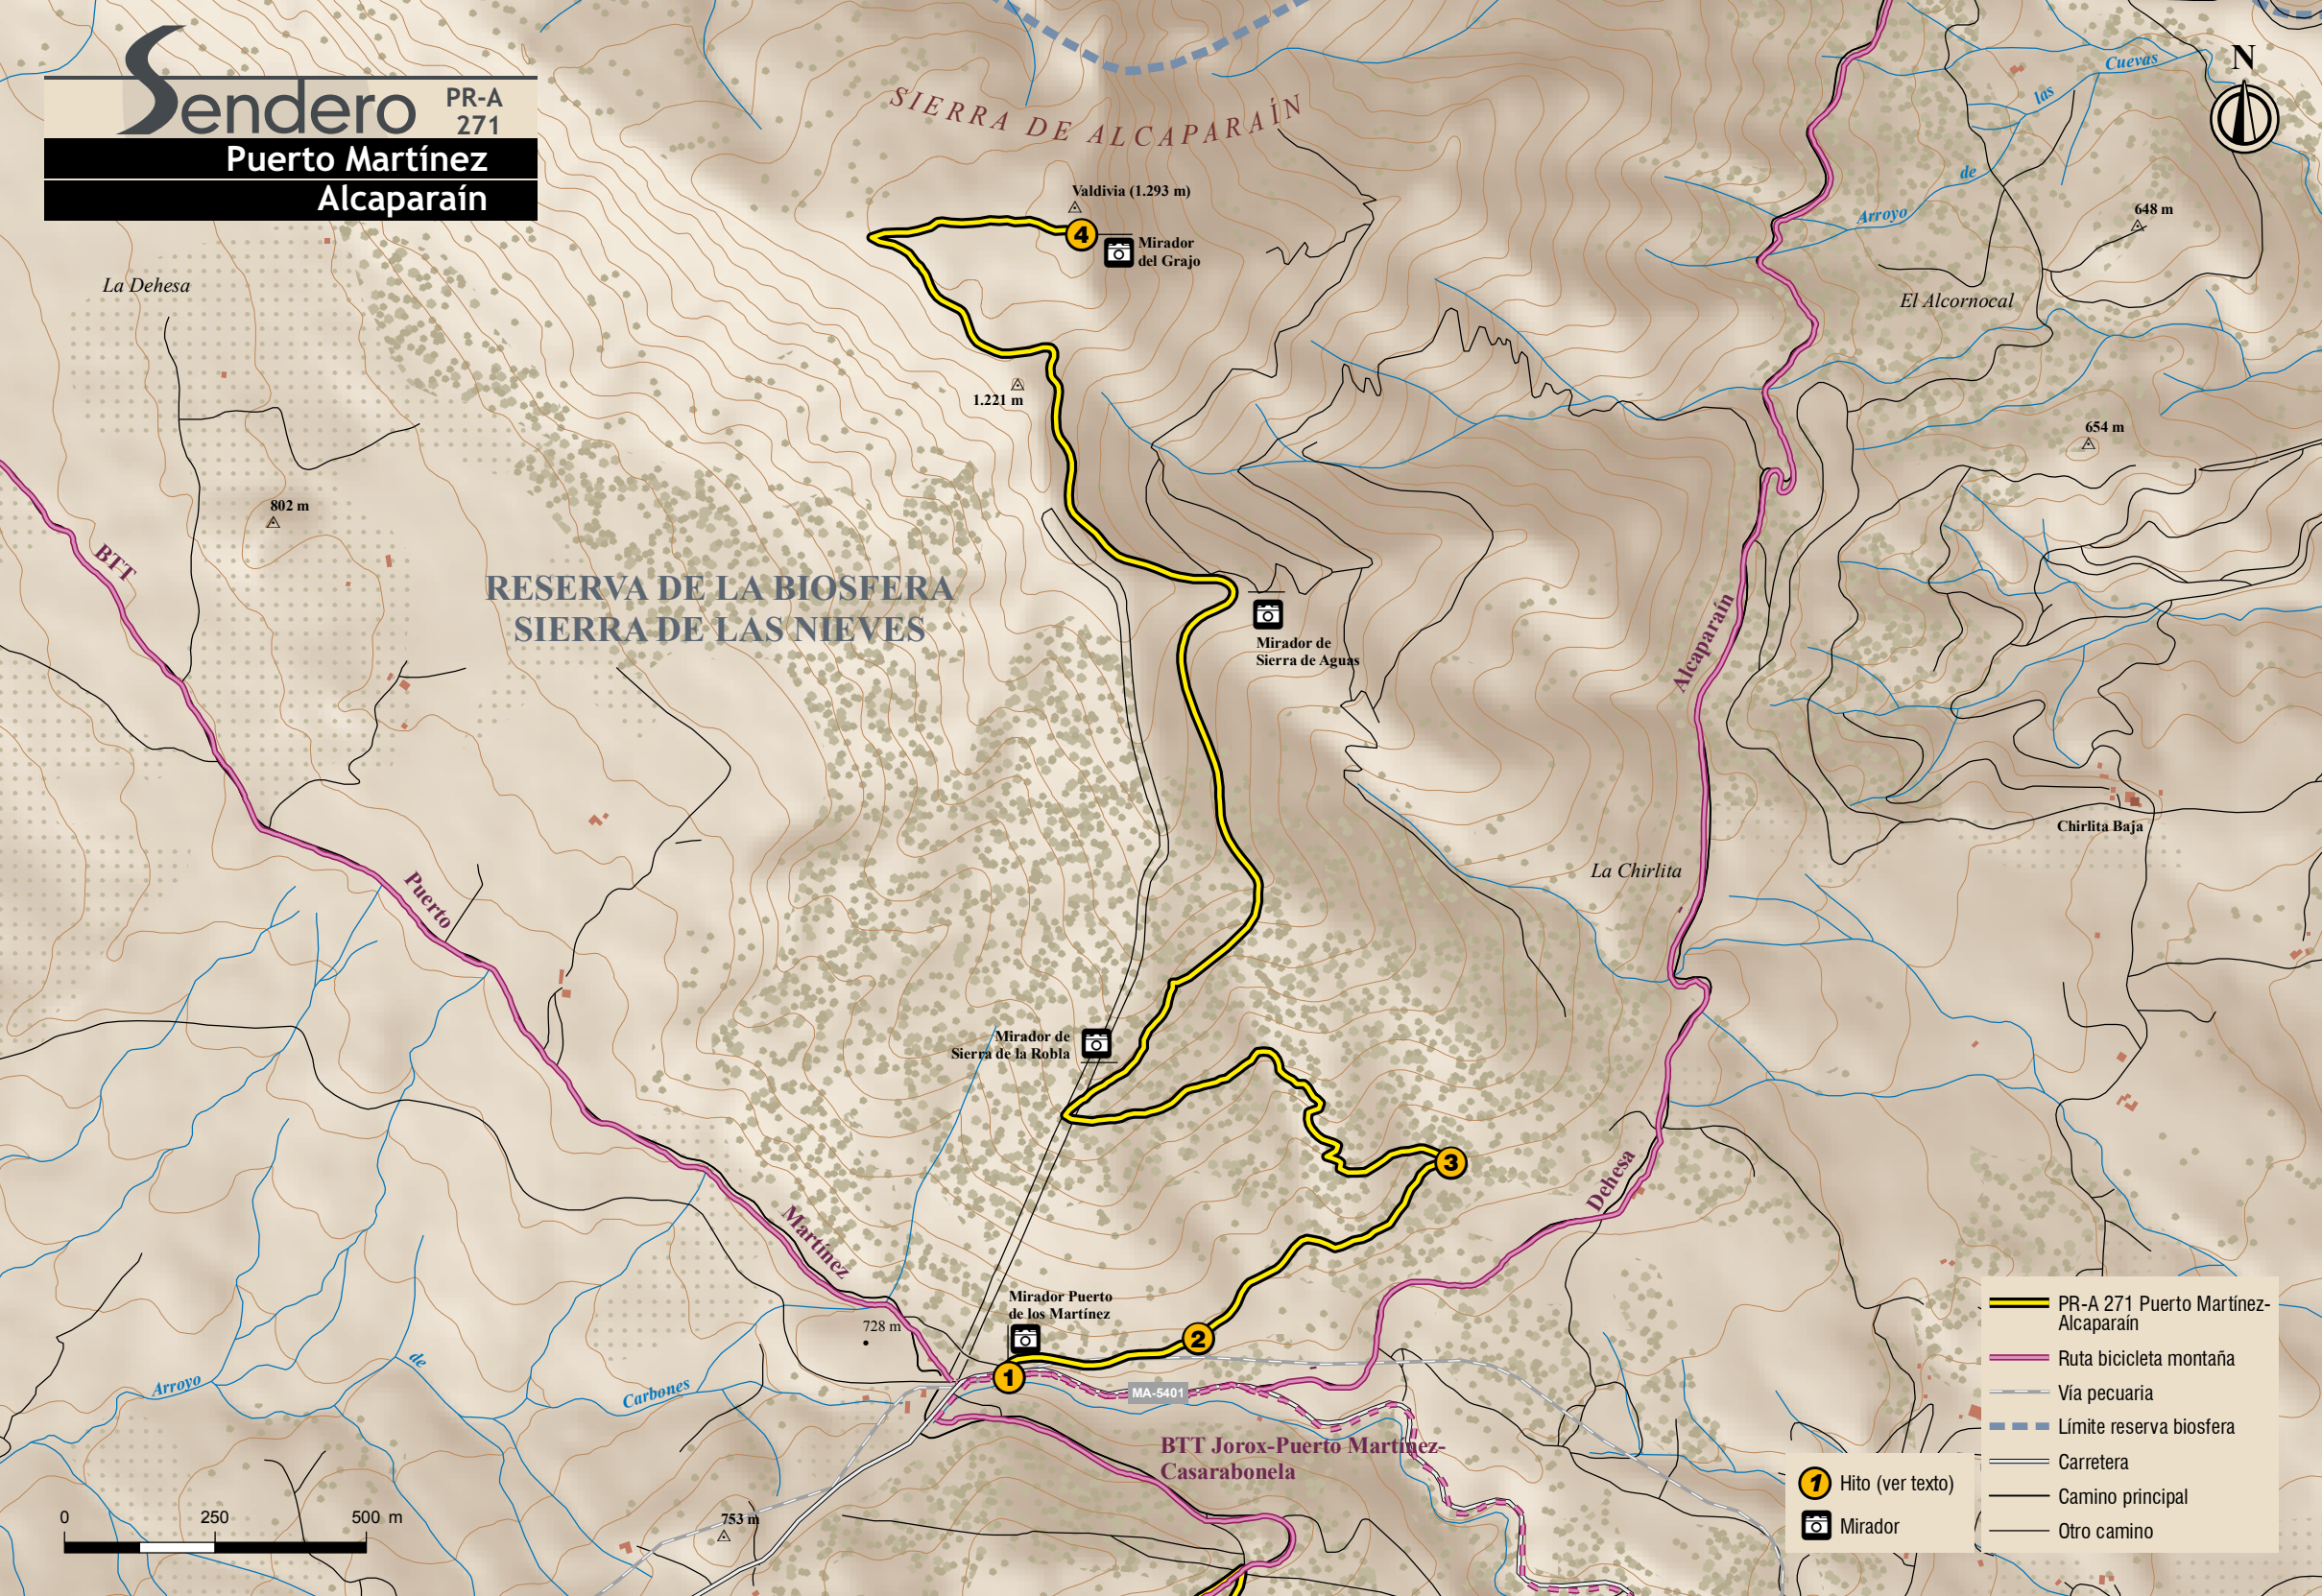 Sendero PR-A 271
Puerto Martínez
Alcaparaín
SIERRA DE ALCAPARAÍN
N
Cuevas
las
de
Arroyo
648 m
Valdivia (1.293 m)
4
Mirador
del Grajo
La Dehesa
El Alcornocal
1.221 m
654 m
802 m
BTT
RESERVA DE LA BIOSFERA
SIERRA DE LAS NIEVES
Mirador de
Sierra de Aguas
Alcaparaín
Chirlita Baja
La Chirlita
Puerto
Mirador de
Sierra de la Robla
3
Dehesa
Martínez
Mirador Puerto
de los Martínez
728 m
2
1
MA-5401
de
Arroyo
Carbones
BTT Jorox-Puerto Martínez-
Casarabonela
753 m
0 250 500 m
1 Hito (ver texto)
Mirador
PR-A 271 Puerto Martínez-
Alcaparaín
Ruta bicicleta montaña
Vía pecuaria
Límite reserva biosfera
Carretera
Camino principal
Otro camino